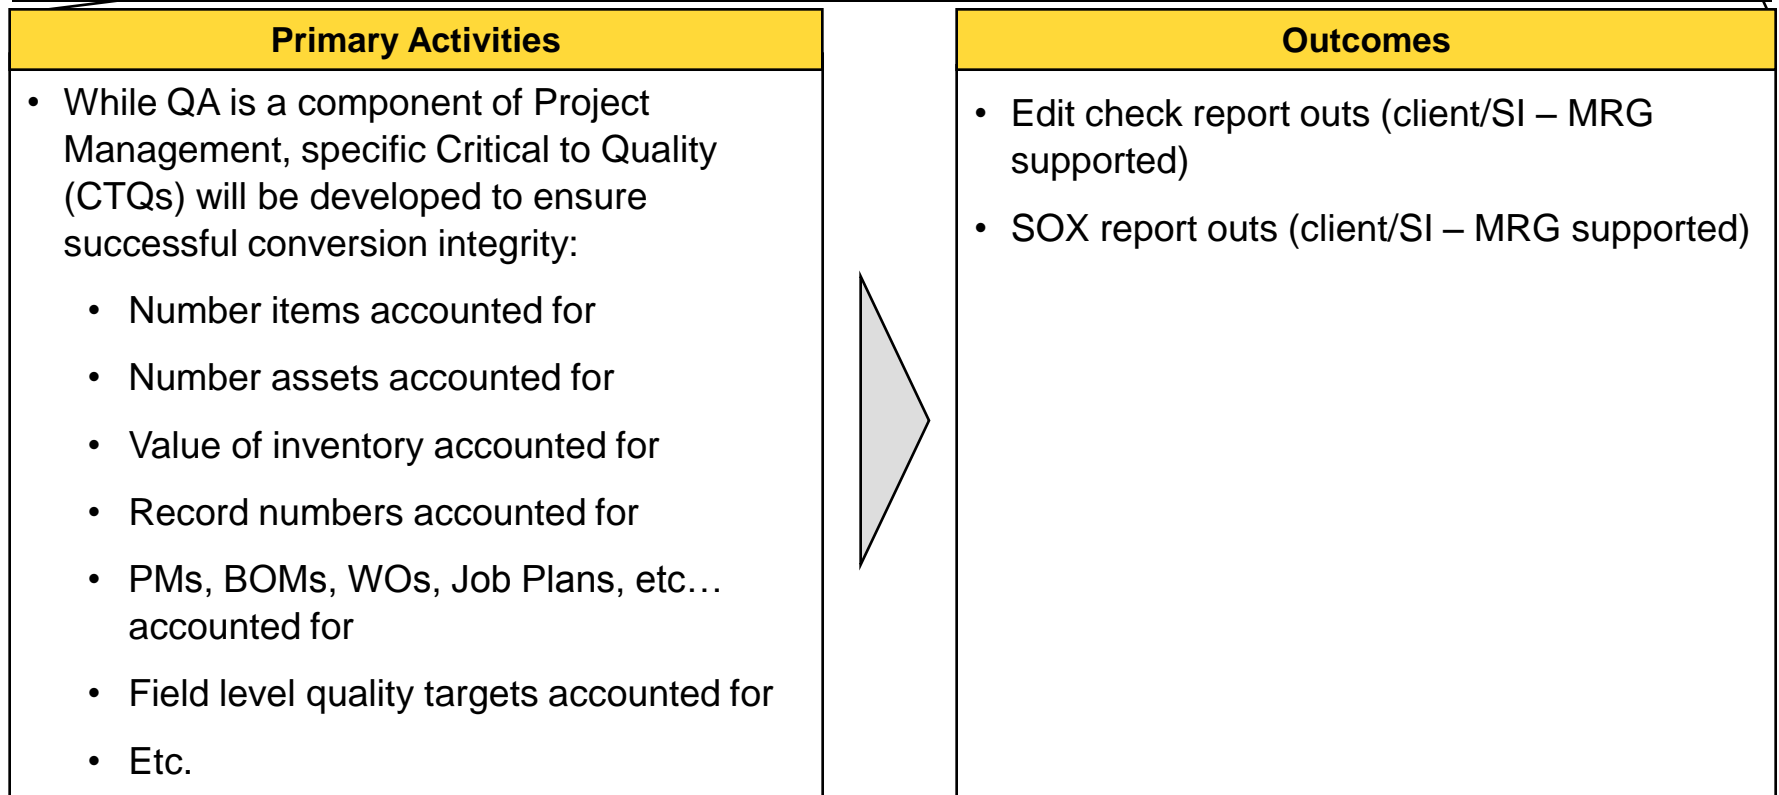 Primary Activities
• While QA is a component of Project
Management, specific Critical to Quality
(CTQs) will be developed to ensure
successful conversion integrity:
• Number items accounted for
• Number assets accounted for
• Value of inventory accounted for
• Record numbers accounted for
• PMs, BOMs, WOs, Job Plans, etc…
accounted for
• Field level quality targets accounted for
• Etc.
Outcomes
• Edit check report outs (client/SI – MRG
supported)
• SOX report outs (client/SI – MRG supported)